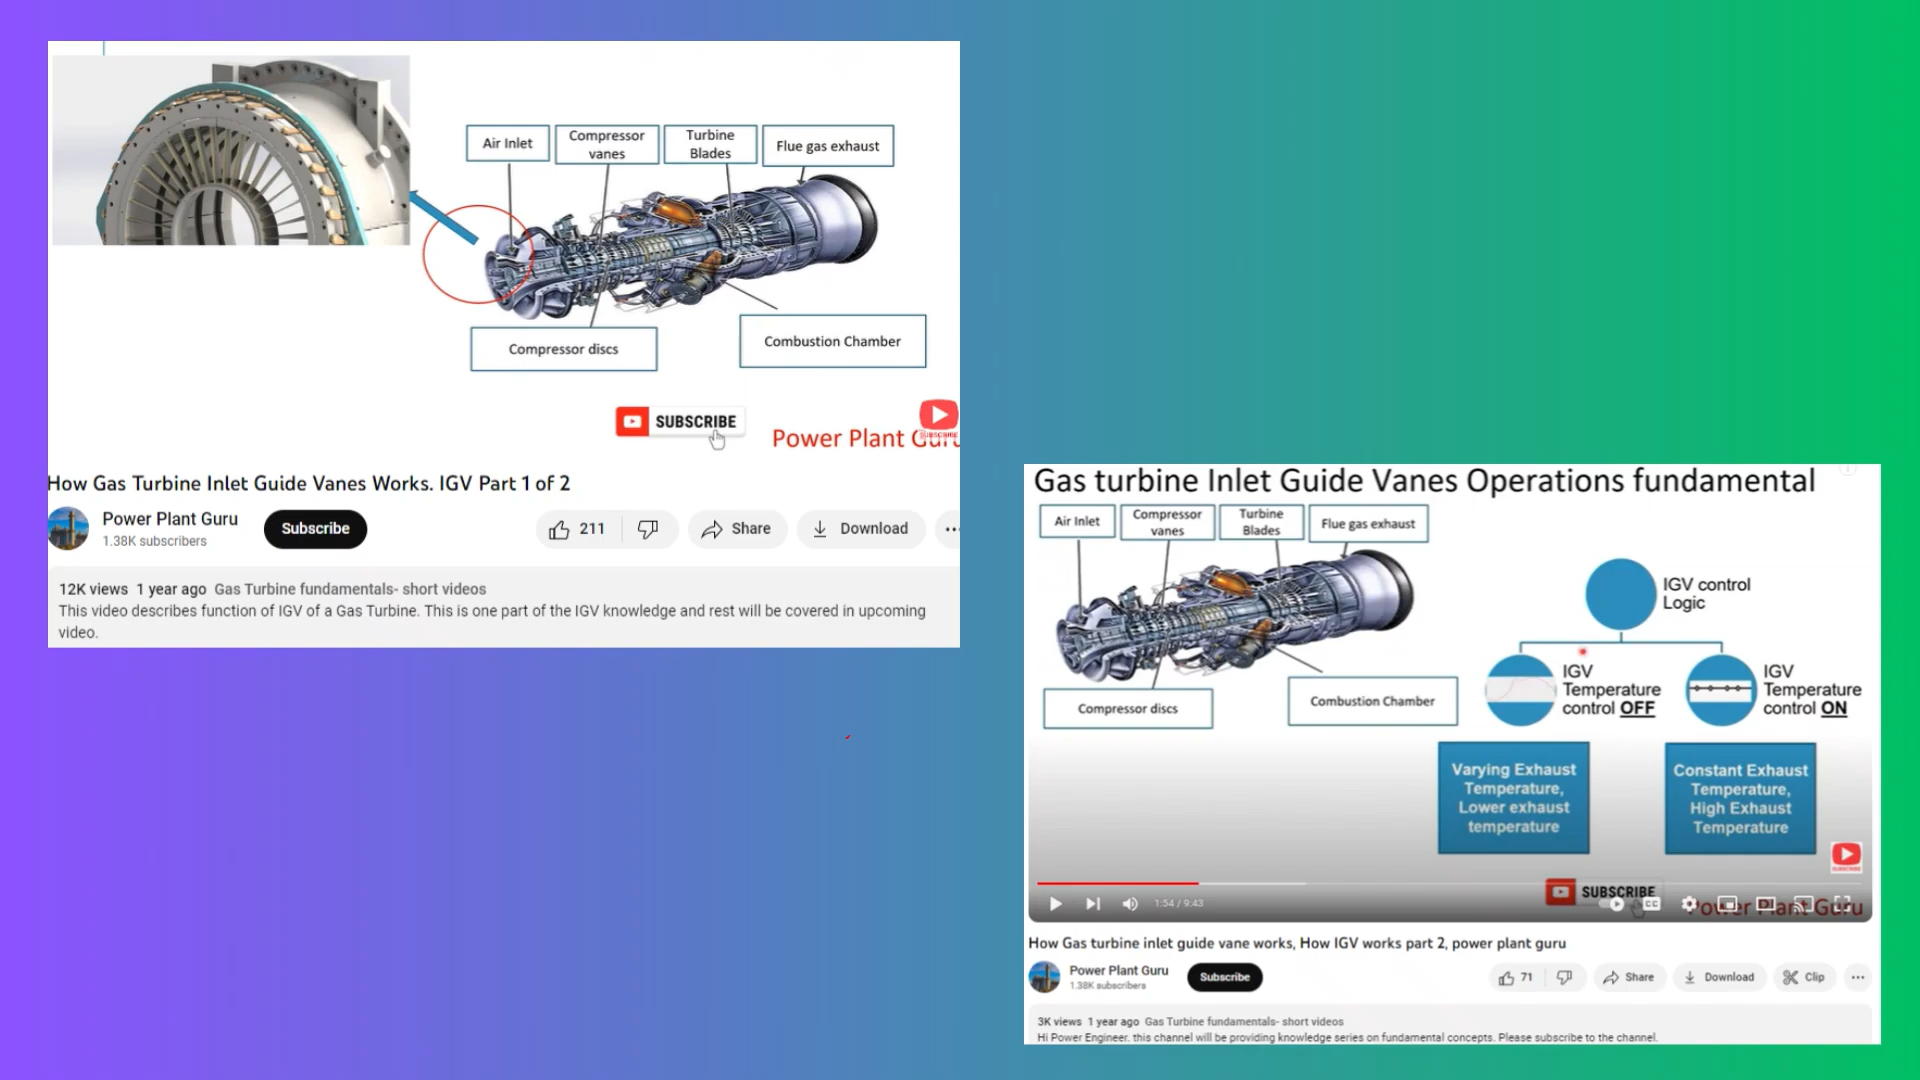 Air Inlet
Compressor
vanes
Turbine
Blades
Flue gas exhaust
Compressor discs
Combustion Chamber
SUBSCRIBE
Power Plant Guru
SUBSCRIBE
How Gas Turbine Inlet Guide Vanes Works. IGV Part 1 of 2
Power Plant Guru
1.38K subscribers
Subscribe
211
Share
Download
12K views 1 year ago Gas Turbine fundamentals- short videos
This video describes function of IGV of a Gas Turbine. This is one part of the IGV knowledge and rest will be covered in upcoming
video.
Gas turbine Inlet Guide Vanes Operations fundamental
Air Inlet
Compressor
vanes
Turbine
Blades
Flue gas exhaust
Compressor discs
Combustion Chamber
IGV control
Logic
IGV
Temperature
control OFF
IGV
Temperature
control ON
Varying Exhaust
Temperature,
Lower exhaust
temperature
Constant Exhaust
Temperature,
High Exhaust
Temperature
SUBSCRIBE
1:54 / 9:43
CC
Power Plant Guru
How Gas turbine inlet guide vane works, How IGV works part 2, power plant guru
Power Plant Guru
1.38K subscribers
Subscribe
71
Share
Download
Clip
3K views 1 year ago Gas Turbine fundamentals- short videos
Hi Power Engineer. this channel will be providing knowledge series on fundamental concepts. Please subscribe to the channel.